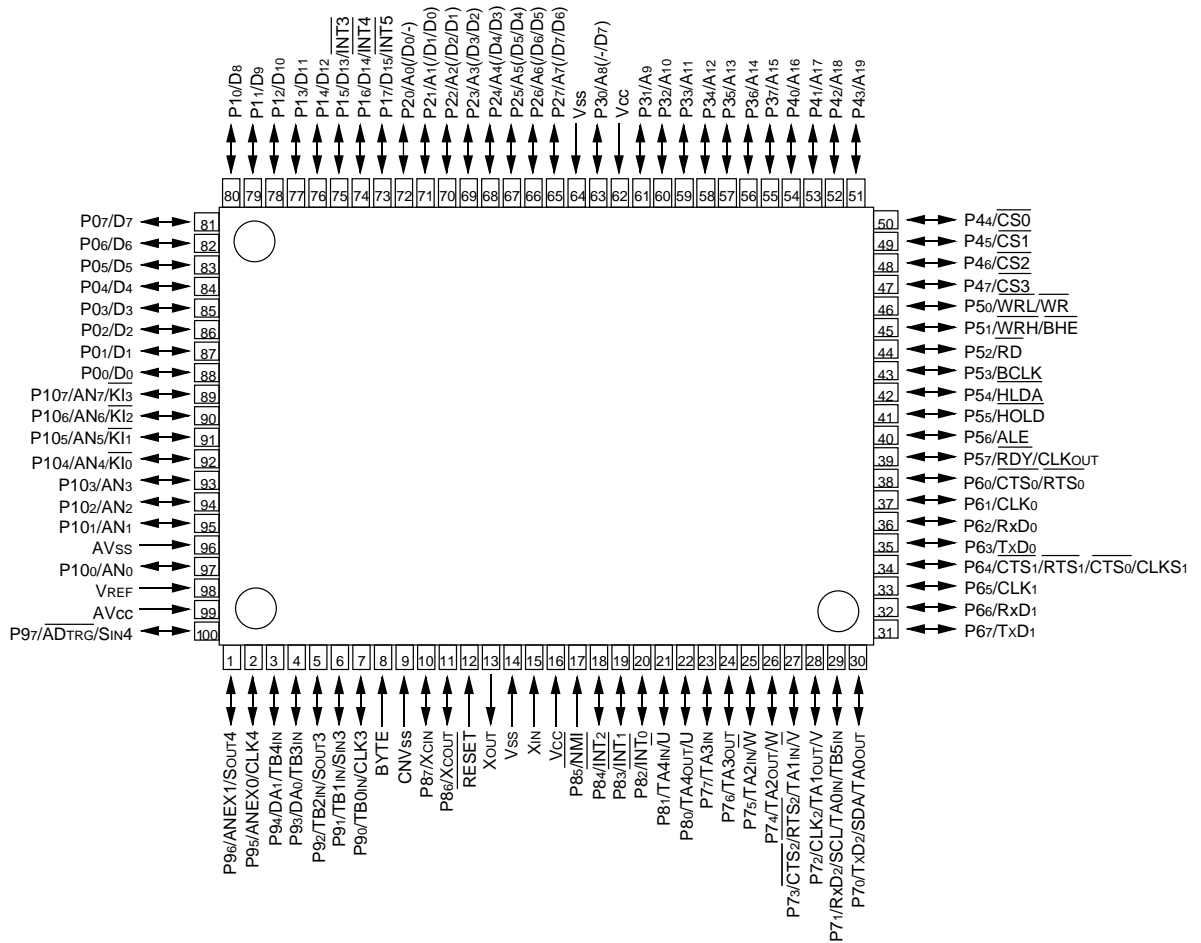 P10/D8
P11/D9
P12/D10
P13/D11
P14/D12
P15/D13/INT3
P16/D14/INT4
P17/D15/INT5
P20/A0(/D0/-)
P21/A1(/D1/D0)
P22/A2(/D2/D1)
P23/A3(/D3/D2)
P24/A4(/D4/D3)
P25/A5(/D5/D4)
P26/A6(/D6/D5)
P27/A7(/D7/D6)
Vss
P30/A8(/-/D7)
Vcc
P31/A9
P32/A10
P33/A11
P34/A12
P35/A13
P36/A14
P37/A15
P40/A16
P41/A17
P42/A18
P43/A19
80 79 78 77 76 75 74 73 72 71 70 69 68 67 66 65 64 63 62 61 60 59 58 57 56 55 54 53 52 51
P07/D7 81
P06/D6 82
P05/D5 83
P04/D4 84
P03/D3 85
P02/D2 86
P01/D1 87
P00/D0 88
P107/AN7/KI3 89
P106/AN6/KI2 90
P105/AN5/KI1 91
P104/AN4/KI0 92
P103/AN3 93
P102/AN2 94
P101/AN1 95
AVss 96
P100/AN0 97
VREF 98
AVcc 99
P97/ADTRG/SIN4 100
50 P44/CS0
49 P45/CS1
48 P46/CS2
47 P47/CS3
46 P50/WRL/WR
45 P51/WRH/BHE
44 P52/RD
43 P53/BCLK
42 P54/HLDA
41 P55/HOLD
40 P56/ALE
39 P57/RDY/CLKOUT
38 P60/CTS0/RTS0
37 P61/CLK0
36 P62/RxD0
35 P63/TxD0
34 P64/CTS1/RTS1/CTS0/CLKS1
33 P65/CLK1
32 P66/RxD1
31 P67/TxD1
1 2 3 4 5 6 7 8 9 10 11 12 13 14 15 16 17 18 19 20 21 22 23 24 25 26 27 28 29 30
P96/ANEX1/SOUT4
P95/ANEX0/CLK4
P94/DA1/TB4IN
P93/DA0/TB3IN
P92/TB2IN/SOUT3
P91/TB1IN/SIN3
P90/TB0IN/CLK3
BYTE
CNVss
P87/XCIN
P86/XCOUT
RESET
XOUT
Vss
XIN
Vcc
P85/NMI
P84/INT2
P83/INT1
P82/INT0
P81/TA4IN/U
P80/TA4OUT/U
P77/TA3IN
P76/TA3OUT
P75/TA2IN/W
P74/TA2OUT/W
P73/CTS2/RTS2/TA1IN/V
P72/CLK2/TA1OUT/V
P71/RxD2/SCL/TA0IN/TB5IN
P70/TxD2/SDA/TA0OUT